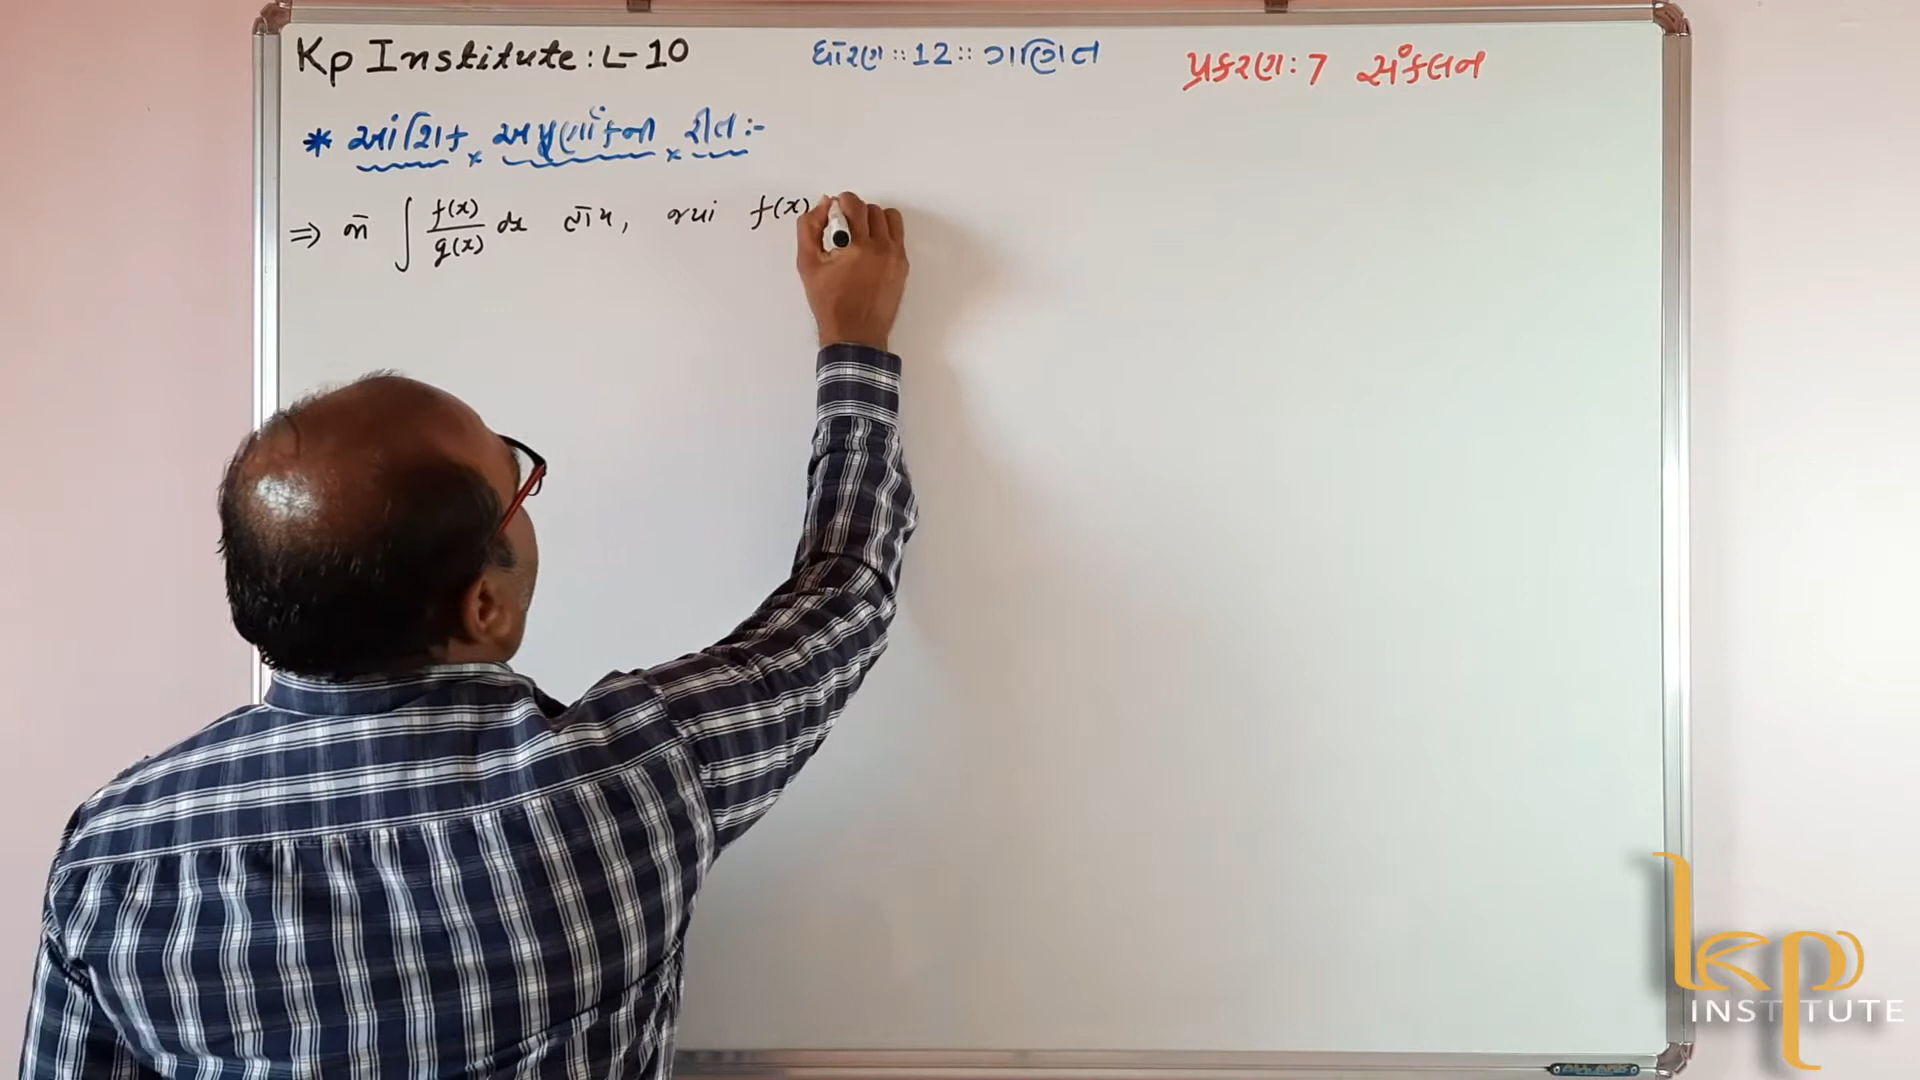 Kp Institute: L-10
ધોરણ :: 12 :: ગણિત
પ્રકરણ: 7 સંકલન
* આંશિક અપૂર્ણાંકની રીત :-
⇒ જો ∫ f(x)/g(x) dx હોય, જ્યાં f(x)
kp
INSTITUTE